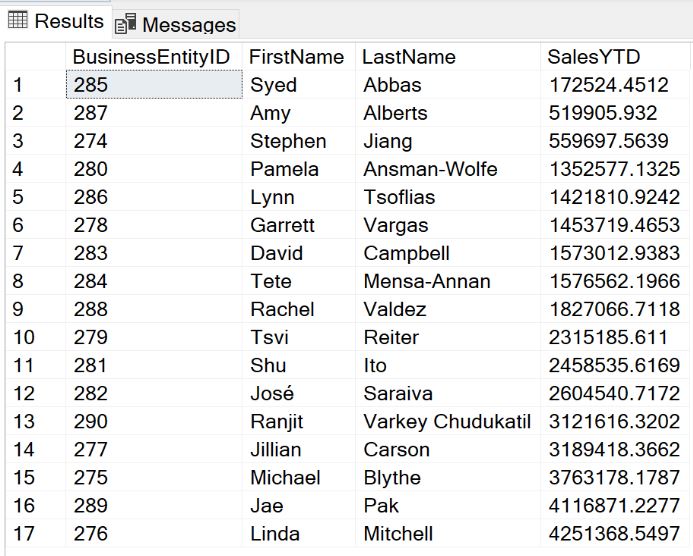 Results Messages
BusinessEntityID FirstName LastName SalesYTD
1 285 Syed Abbas 172524.4512
2 287 Amy Alberts 519905.932
3 274 Stephen Jiang 559697.5639
4 280 Pamela Ansman-Wolfe 1352577.1325
5 286 Lynn Tsoflias 1421810.9242
6 278 Garrett Vargas 1453719.4653
7 283 David Campbell 1573012.9383
8 284 Tete Mensa-Annan 1576562.1966
9 288 Rachel Valdez 1827066.7118
10 279 Tsvi Reiter 2315185.611
11 281 Shu Ito 2458535.6169
12 282 José Saraiva 2604540.7172
13 290 Ranjit Varkey Chudukatil 3121616.3202
14 277 Jillian Carson 3189418.3662
15 275 Michael Blythe 3763178.1787
16 289 Jae Pak 4116871.2277
17 276 Linda Mitchell 4251368.5497